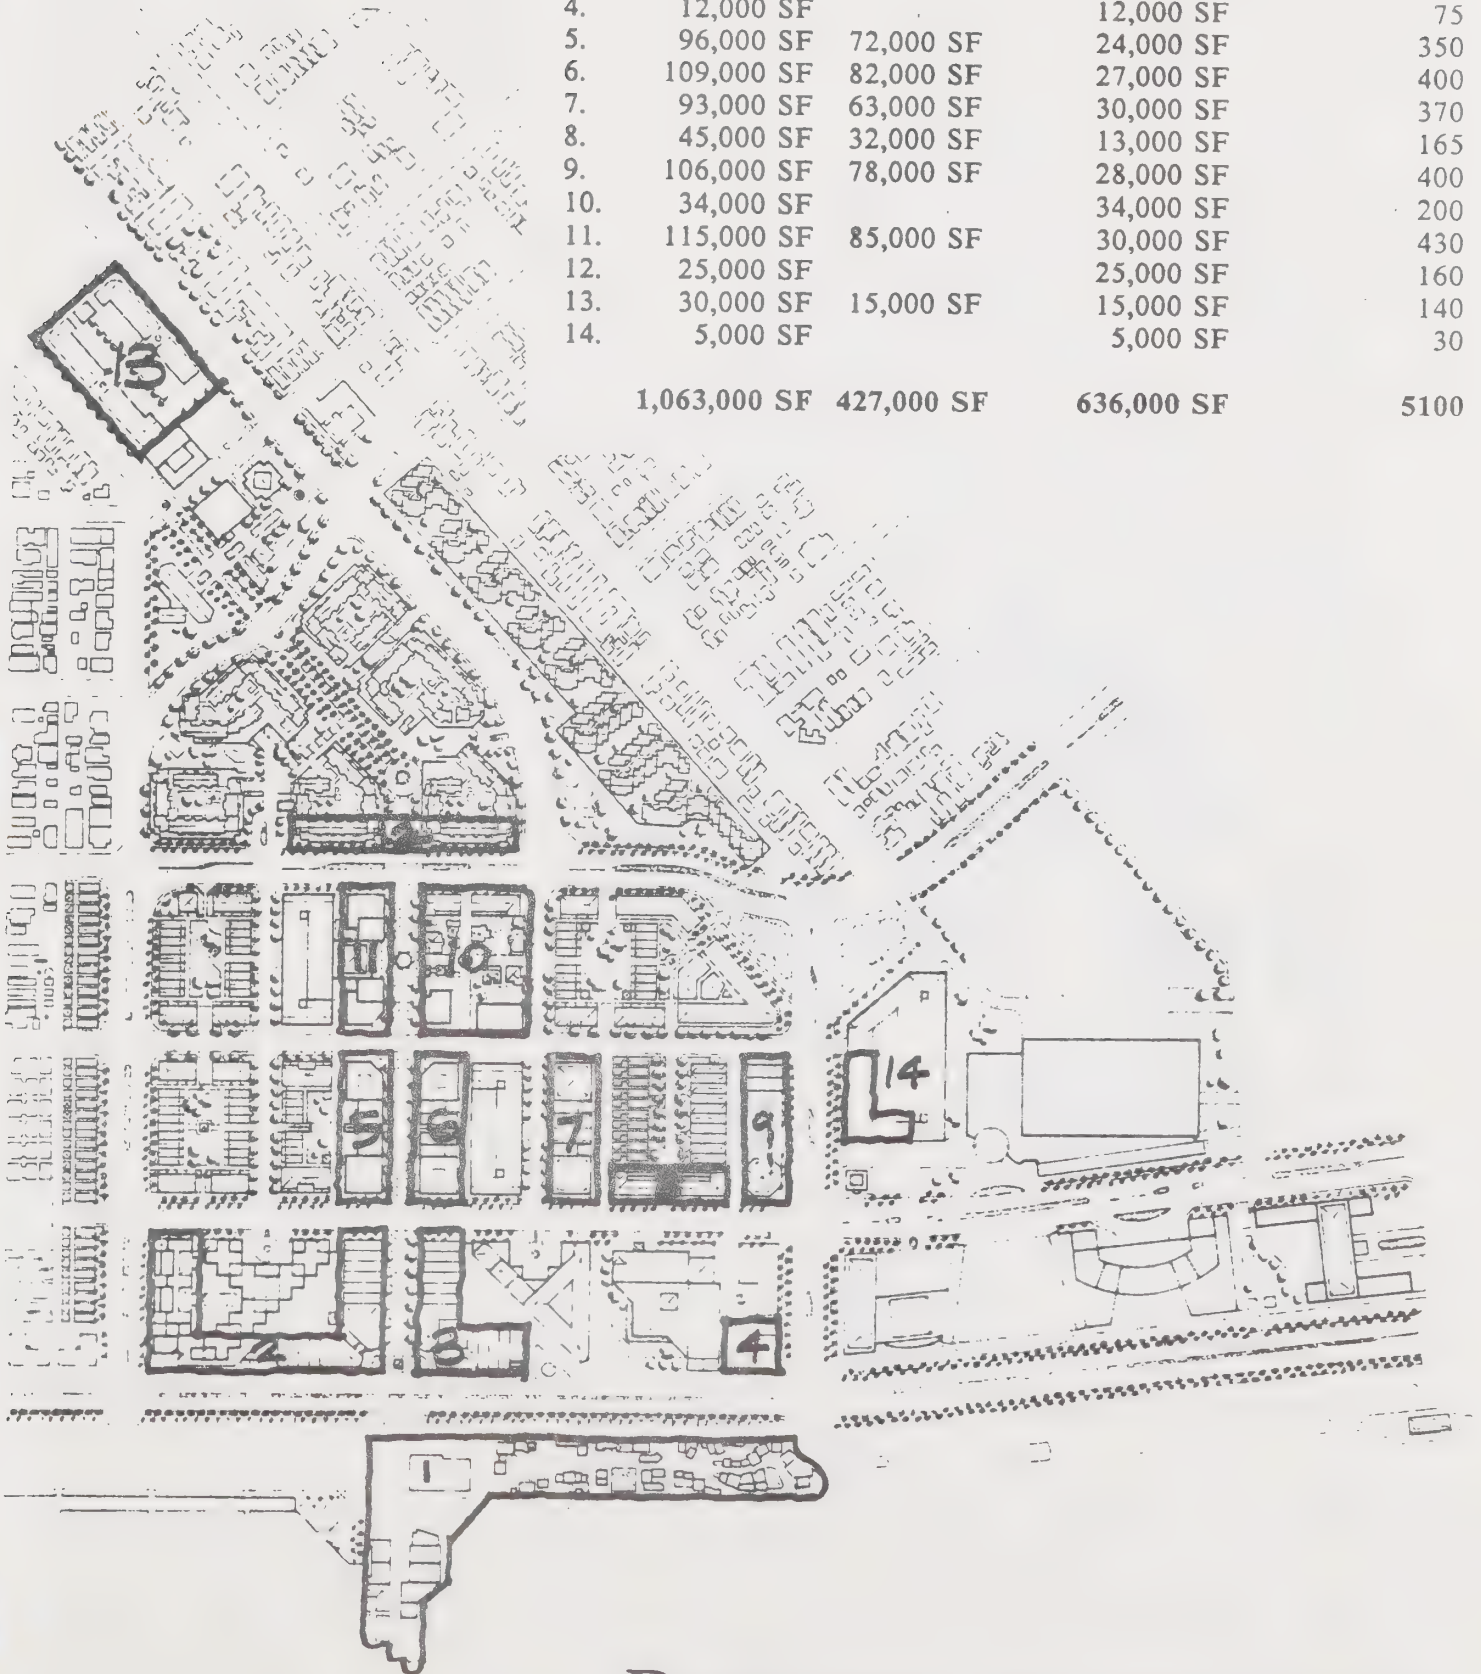 4. 12,000 SF 12,000 SF 75
5. 96,000 SF 72,000 SF 24,000 SF 350
6. 109,000 SF 82,000 SF 27,000 SF 400
7. 93,000 SF 63,000 SF 30,000 SF 370
8. 45,000 SF 32,000 SF 13,000 SF 165
9. 106,000 SF 78,000 SF 28,000 SF 400
10. 34,000 SF 34,000 SF 200
11. 115,000 SF 85,000 SF 30,000 SF 430
12. 25,000 SF 25,000 SF 160
13. 30,000 SF 15,000 SF 15,000 SF 140
14. 5,000 SF 5,000 SF 30
1,063,000 SF 427,000 SF 636,000 SF 5100
13
11
10
14
5
6
7
9
2
3
4
1